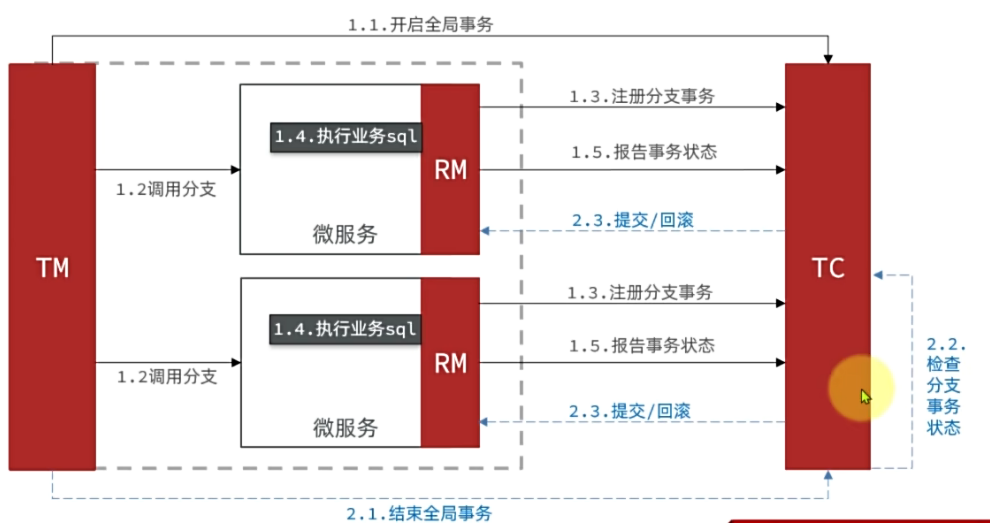 1.1.开启全局事务
TM
1.2调用分支
1.4.执行业务sql
微服务
RM
1.3.注册分支事务
1.5.报告事务状态
2.3.提交/回滚
1.2调用分支
1.4.执行业务sql
微服务
RM
1.3.注册分支事务
1.5.报告事务状态
2.3.提交/回滚
TC
2.2.
检查
分支
事务
状态
2.1.结束全局事务